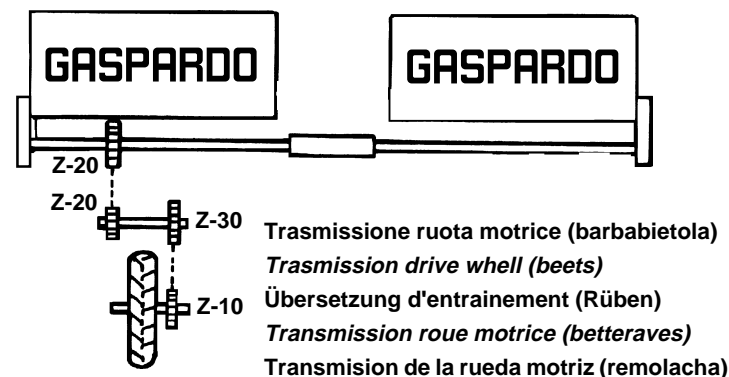 GASPARDO GASPARDO
Z-20
Z-20
Z-30
Z-10
Trasmissione ruota motrice (barbabietola)
Trasmission drive whell (beets)
Übersetzung d'entrainement (Rüben)
Transmission roue motrice (betteraves)
Transmision de la rueda motriz (remolacha)